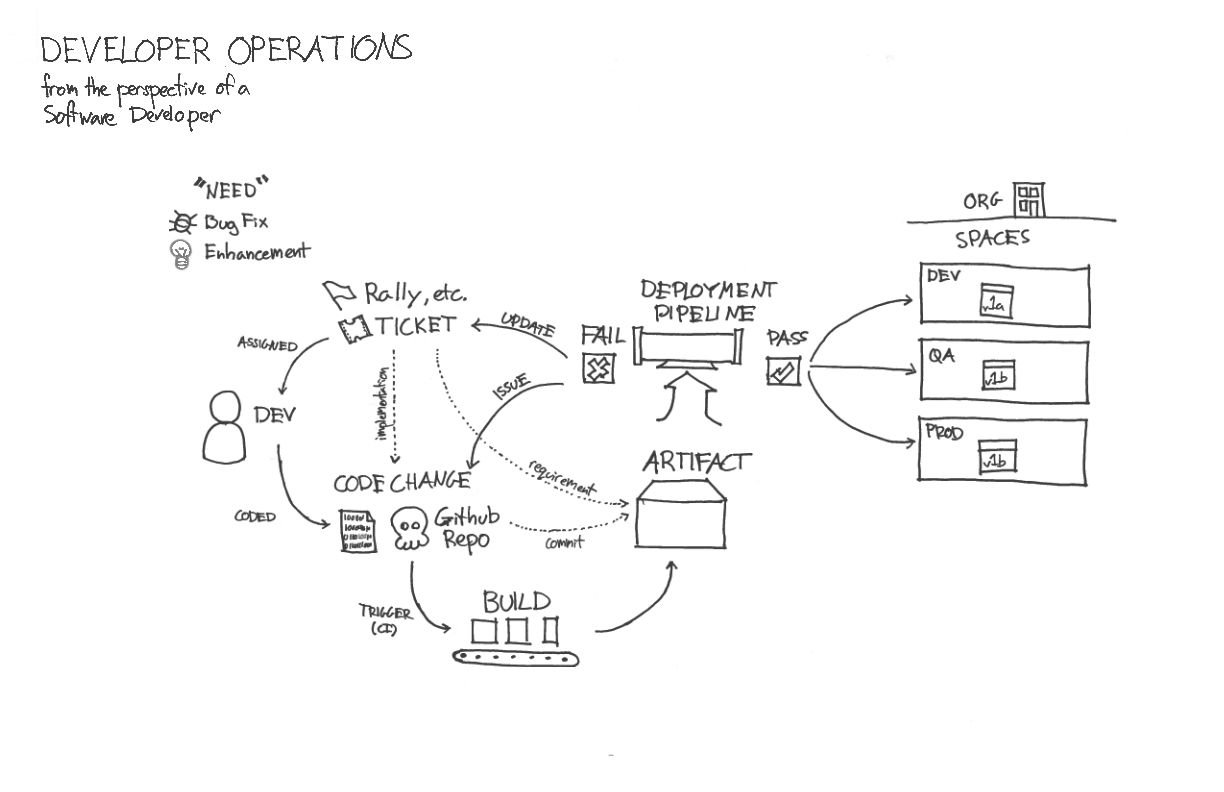 DEVELOPER OPERATIONS
from the perspective of a
Software Developer
"NEED"
Bug Fix
Enhancement
Rally, etc.
TICKET
ASSIGNED
DEV
implementation
CODED
CODE CHANGE
Github
Repo
TRIGGER
(CI)
BUILD
commit
requirement
ARTIFACT
DEPLOYMENT
PIPELINE
FAIL
UPDATE
ISSUE
PASS
ORG
SPACES
DEV
v1a
QA
v1b
PROD
v1b